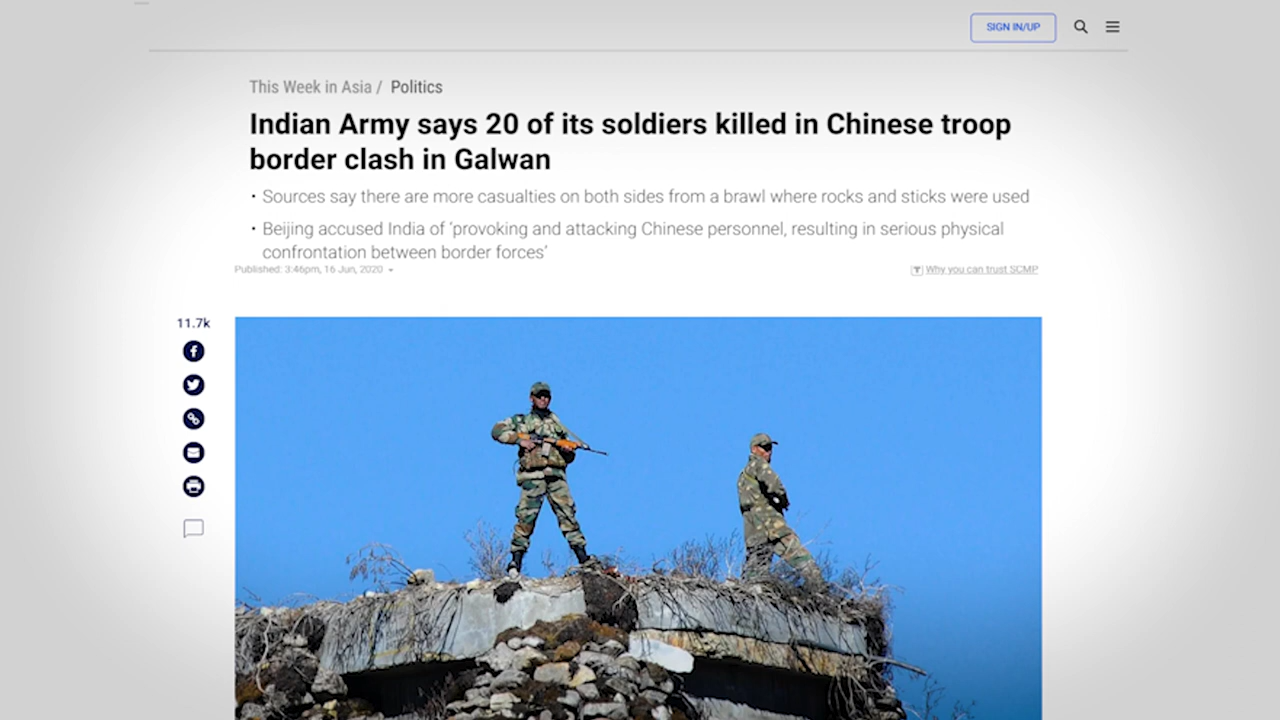 SIGN IN/UP
This Week in Asia / Politics
Indian Army says 20 of its soldiers killed in Chinese troop
border clash in Galwan
• Sources say there are more casualties on both sides from a brawl where rocks and sticks were used
• Beijing accused India of ‘provoking and attacking Chinese personnel, resulting in serious physical
confrontation between border forces’
Published: 3:46pm, 16 Jun, 2020
Why you can trust SCMP
11.7k